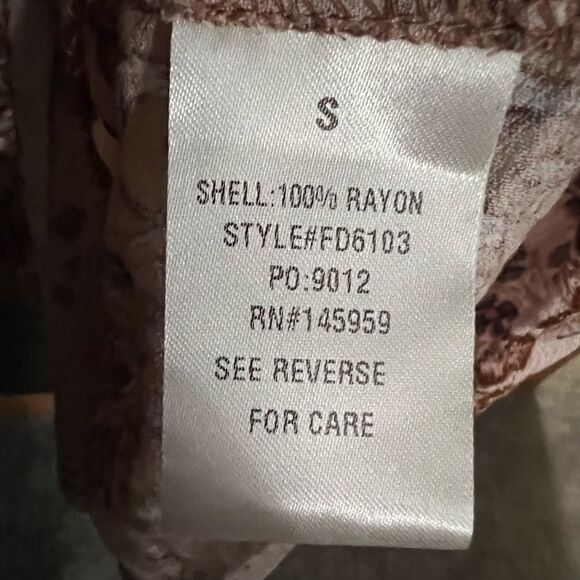 S
SHELL:100% RAYON
STYLE#FD6103
PO:9012
RN#145959
SEE REVERSE
FOR CARE